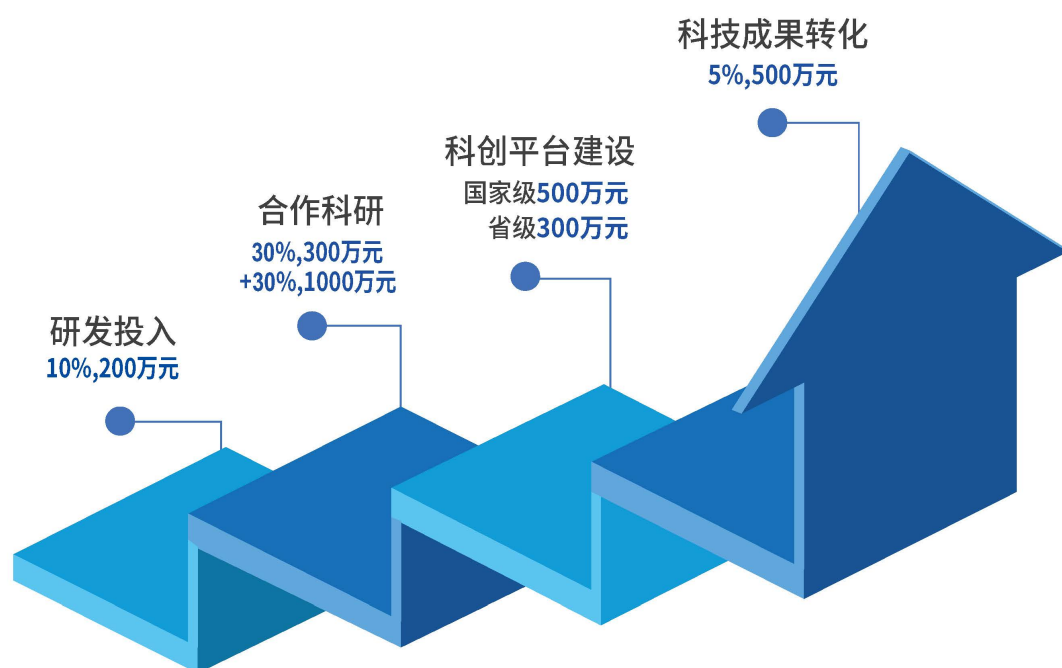 科技成果转化
5%,500万元
科创平台建设
国家级500万元
省级300万元
合作科研
30%,300万元
+30%,1000万元
研发投入
10%,200万元